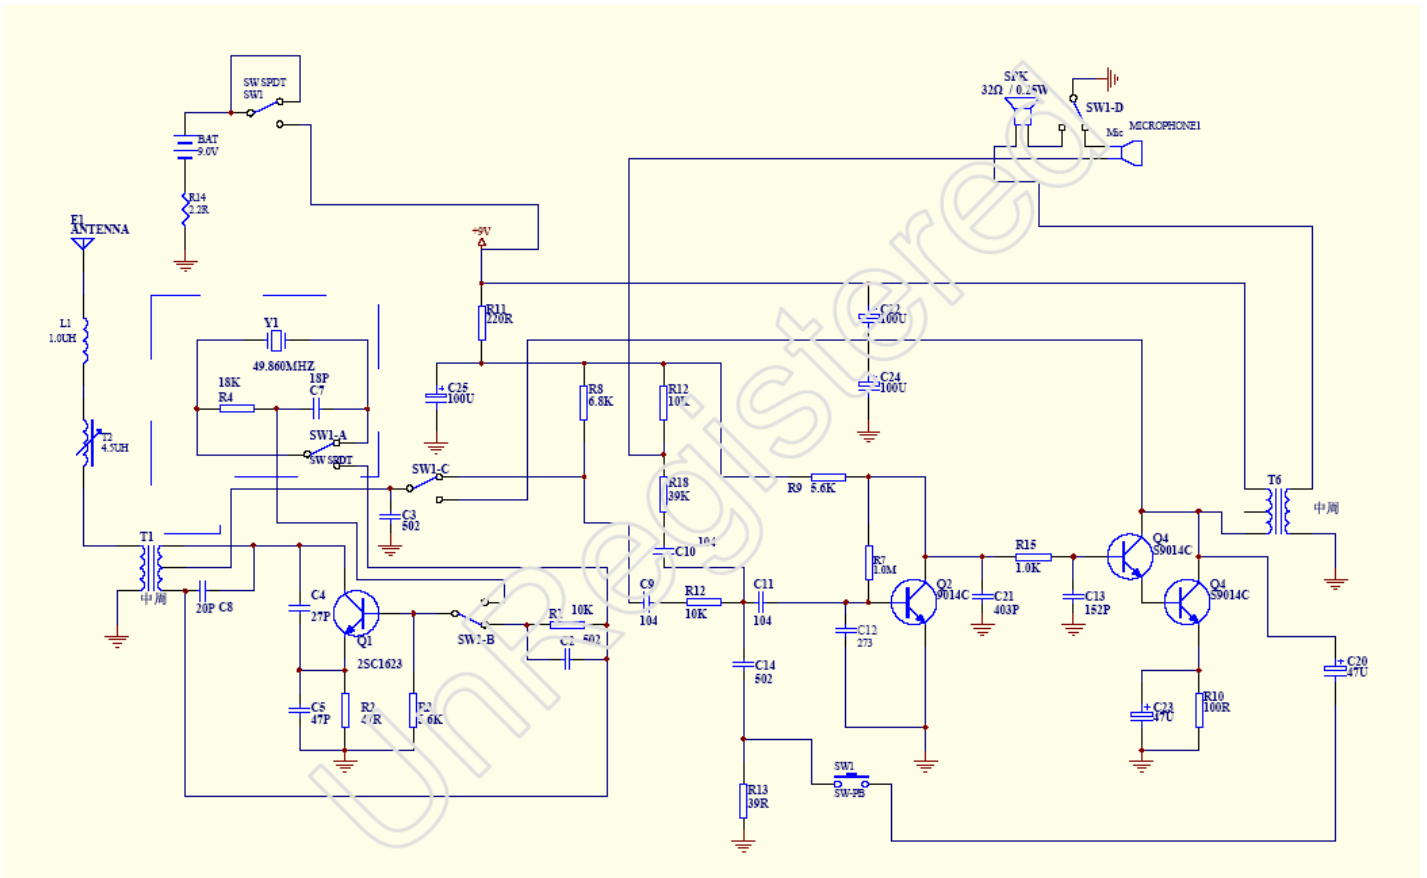 SW SPDT
SW1
BAT
9.0V
R14
2.2R
E1
ANTENNA
L1
1.0UH
T2
4.5UH
Y1
49.860MHZ
18K
R4
18P
C7
SW1-A
SW SPDT
SW1-C
C3
502
T1
中周
20P C8
C4
27P
Q1
2SC1623
C5
47P
SW1-B
10K
502
+9V
R11
220R
C25
100U
R8
6.8K
R12
10K
R18
39K
104
C10
C9
104
R12
10K
C11
104
C14
502
R13
39R
SW1
SW-PB
R9 5.6K
R7
1.0M
C12
273
Q2
9014C
C21
403P
R15
1.0K
C13
152P
Q4
S9014C
Q4
S9014C
C23
47U
R10
100R
C20
47U
T6
中周
100U
C24
100U
SPK
32Ω / 0.25W
SW1-D
Mic
MICROPHONE1
UnRegistered